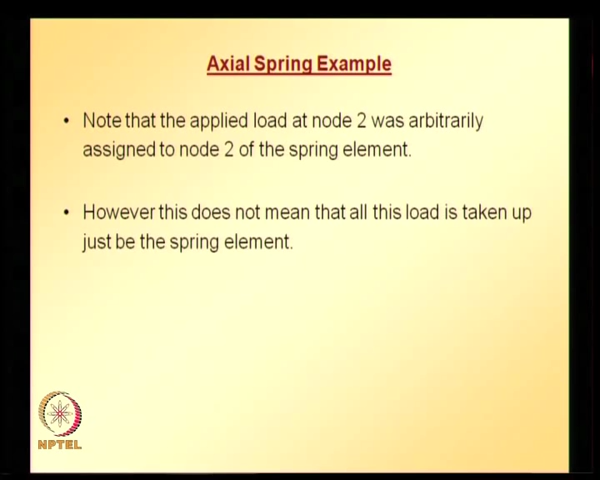 Axial Spring Example
• Note that the applied load at node 2 was arbitrarily
assigned to node 2 of the spring element.
• However this does not mean that all this load is taken up
just be the spring element.
NPTEL